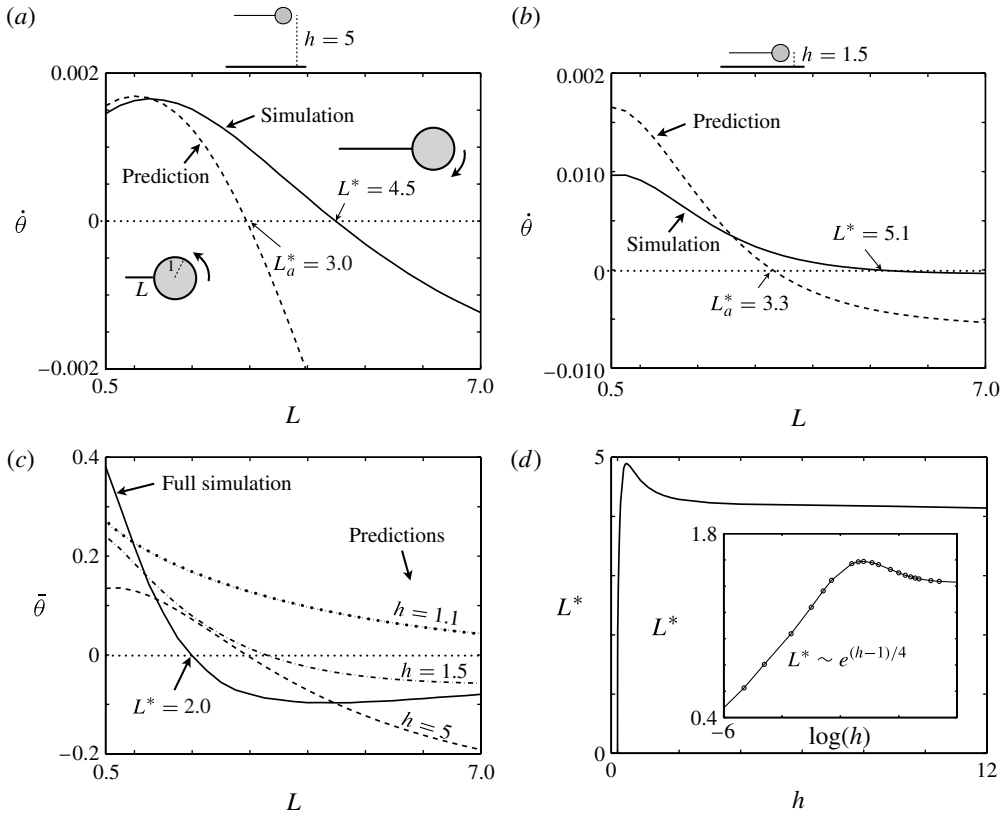 (a)
h = 5
0.002
Simulation
Prediction
L* = 4.5
θ̇
0
1
L
L*ₐ = 3.0
−0.002
0.5
7.0
L
(b)
h = 1.5
0.002
Prediction
0.010
θ̇
Simulation
L* = 5.1
0
L*ₐ = 3.3
−0.010
0.5
7.0
L
(c)
0.4
Full simulation
Predictions
0.2
θ̄
h = 1.1
0
h = 1.5
L* = 2.0
h = 5
−0.2
0.5
7.0
L
(d)
5
1.8
L*
L*
L* ∼ e^{(h−1)/4}
0.4
−6
log(h)
0
0
12
h